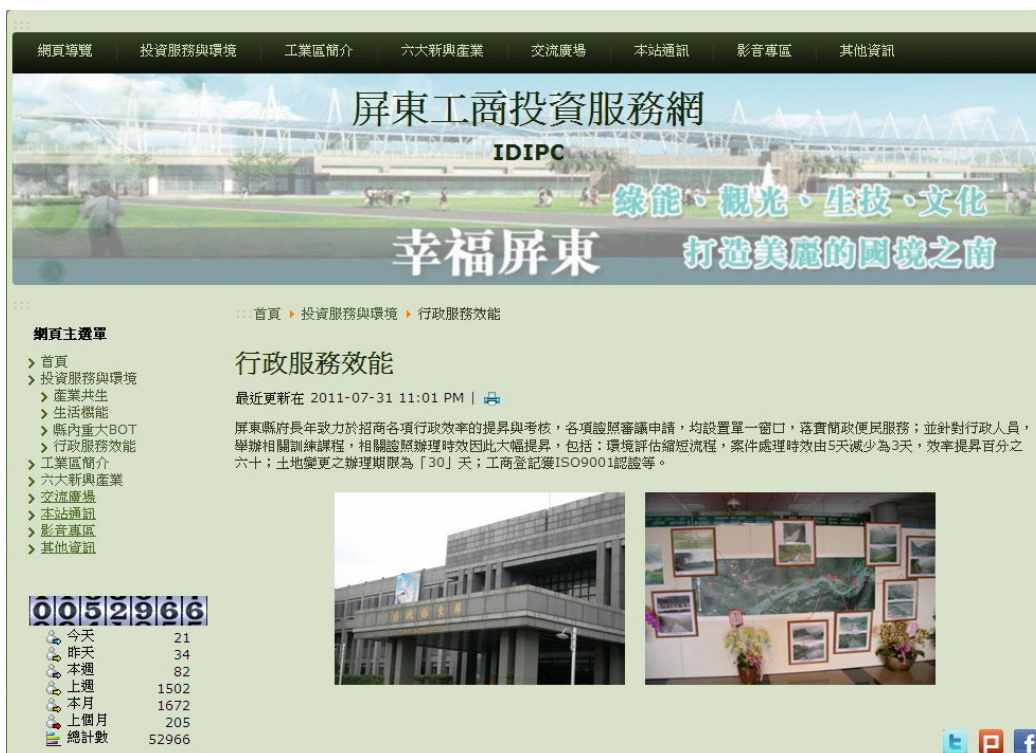 網頁導覽 投資服務與環境 工業區簡介 六大新興產業 交流廣場 本站通訊 影音專區 其他資訊
屏東工商投資服務網
IDIPC
綠能、觀光、生技、文化
幸福屏東 打造美麗的國境之南
首頁 投資服務與環境 行政服務效能
網頁主選單
首頁
投資服務與環境
產業共生
生活機能
縣內重大BOT
行政服務效能
工業區簡介
六大新興產業
交流廣場
本站通訊
影音專區
其他資訊
行政服務效能
最近更新在 2011-07-31 11:01 PM |
屏東縣府長年致力於招商各項行政效率的提昇與考核，各項證照審議申請，均設置單一窗口，落實簡政便民服務；並針對行政人員，
舉辦相關訓練課程，相關證照辦理時效因此大幅提昇，包括：環境評估縮短流程，案件處理時效由5天減少為3天，效率提昇百分之
六十；土地變更之辦理期限為「30」天；工商登記獲ISO9001認證等。
府政縣東屏
0052966
今天 21
昨天 34
本週 82
上週 1502
本月 1672
上個月 205
總計數 52966